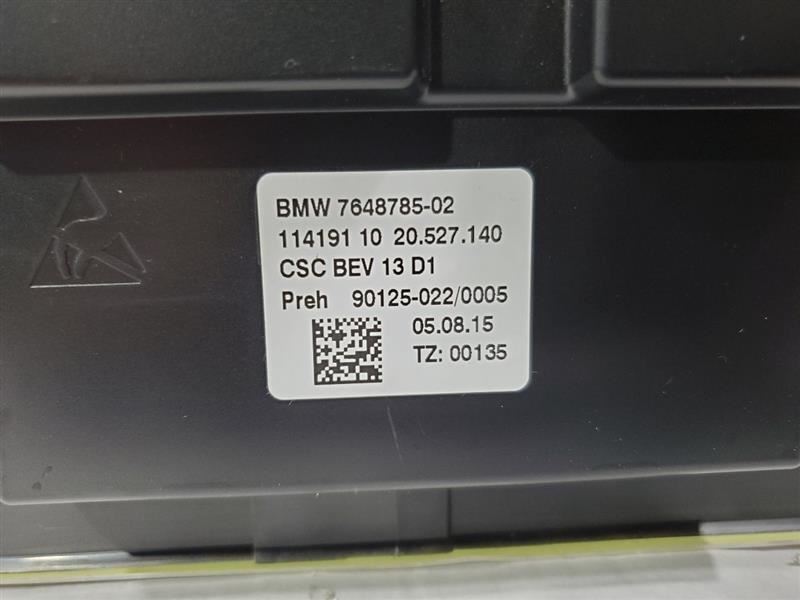 BMW 7648785-02
114191 10 20.527.140
CSC BEV 13 D1
Preh 90125-022/0005
05.08.15
TZ: 00135